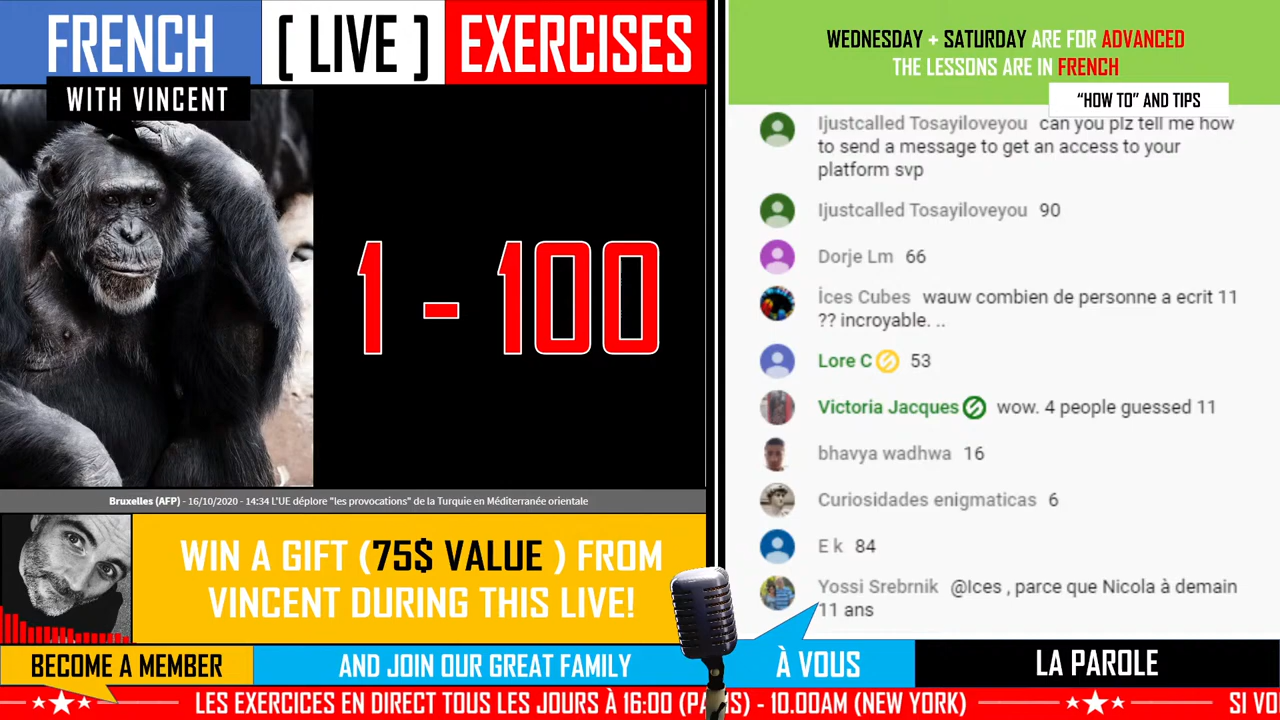 FRENCH
[ LIVE ]
EXERCISES
WITH VINCENT
1 - 100
Bruxelles (AFP) - 16/10/2020 - 14:34 L'UE déplore "les provocations" de la Turquie en Méditerranée orientale
WIN A GIFT (75$ VALUE ) FROM
VINCENT DURING THIS LIVE!
BECOME A MEMBER
AND JOIN OUR GREAT FAMILY
WEDNESDAY + SATURDAY ARE FOR ADVANCED
THE LESSONS ARE IN FRENCH
“HOW TO” AND TIPS
Ijustcalled Tosayiloveyou can you plz tell me how
to send a message to get an access to your
platform svp
Ijustcalled Tosayiloveyou 90
Dorje Lm 66
İces Cubes wauw combien de personne a ecrit 11
?? incroyable. ..
Lore C 53
Victoria Jacques wow. 4 people guessed 11
bhavya wadhwa 16
Curiosidades enigmaticas 6
E k 84
Yossi Srebrnik @Ices , parce que Nicola à demain
11 ans
À VOUS
LA PAROLE
LES EXERCICES EN DIRECT TOUS LES JOURS À 16:00 (PA IS) - 10.00AM (NEW YORK)
SI VO